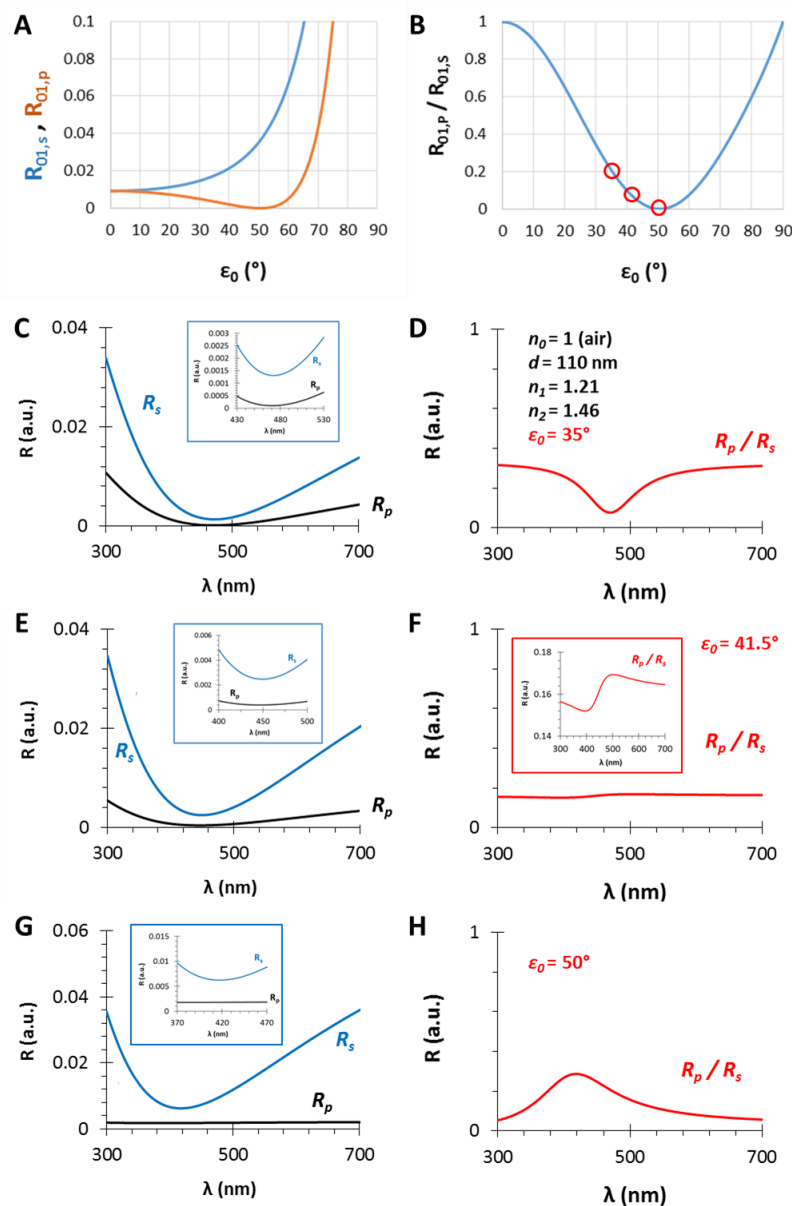 A
B
R01,s , R01,p
0.1
0.08
0.06
0.04
0.02
0
0 10 20 30 40 50 60 70 80 90
ε0 (°)
R01,P / R01,S
1
0.8
0.6
0.4
0.2
0
0 10 20 30 40 50 60 70 80 90
ε0 (°)
C
R (a.u.)
0.04
0.02
0
300 500 700
λ (nm)
Rs
Rp
R (a.u.)
0.003
0.0025
0.002
0.0015
0.001
0.0005
0
430 480 530
λ (nm)
Rs
Rp
D
R (a.u.)
1
0
300 500 700
λ (nm)
n0 = 1 (air)
d = 110 nm
n1 = 1.21
n2 = 1.46
ε0 = 35°
Rp / Rs
E
R (a.u.)
0.04
0.02
0
300 500 700
λ (nm)
Rs
Rp
R (a.u.)
0.006
0.004
0.002
0
400 450 500
λ (nm)
Rs
Rp
F
R (a.u.)
1
0
300 500 700
λ (nm)
ε0 = 41.5°
Rp / Rs
R (a.u.)
0.18
0.16
0.14
300 400 500 600 700
λ (nm)
Rp / Rs
G
R (a.u.)
0.06
0.04
0.02
0
300 500 700
λ (nm)
Rs
Rp
R (a.u.)
0.015
0.01
0.005
0
370 420 470
λ (nm)
Rs
Rp
H
R (a.u.)
1
0
300 500 700
λ (nm)
ε0 = 50°
Rp / Rs